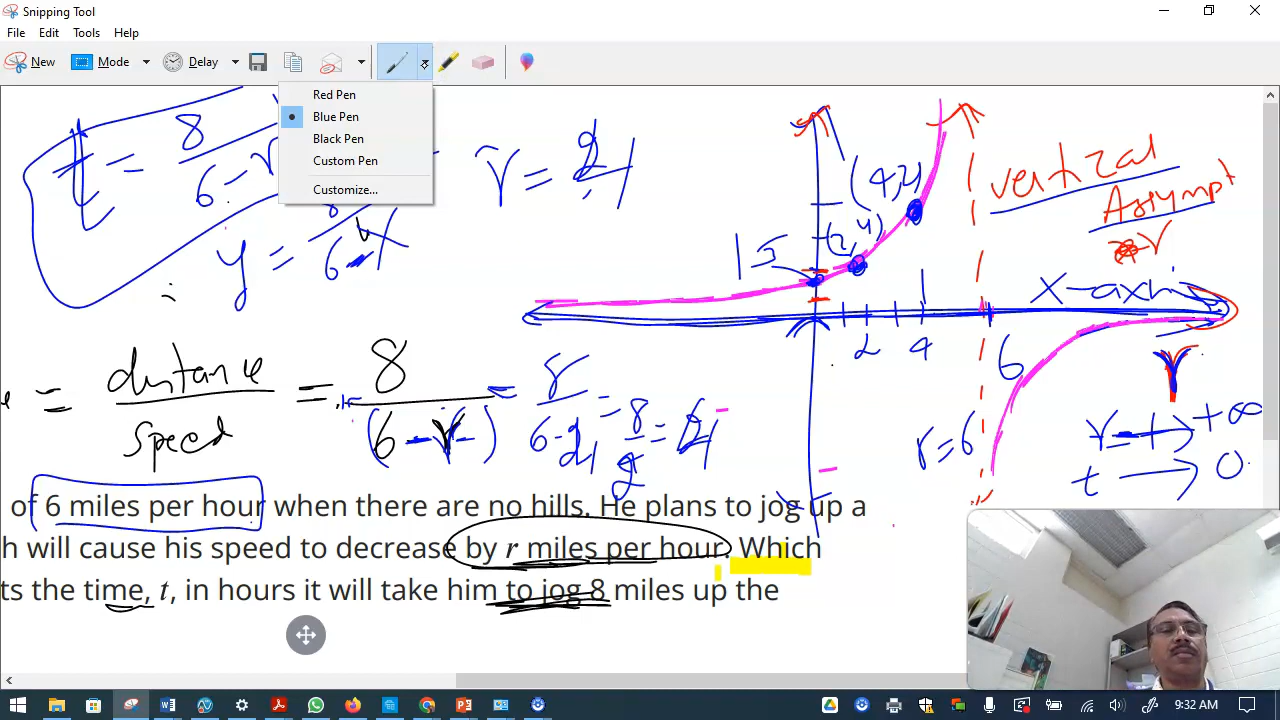 Snipping Tool
File Edit Tools Help
New Mode Delay
Red Pen
Blue Pen
Black Pen
Custom Pen
Customize...
t = 8
6 - r
y = 8
6 - x
r = 2
(4,4)
(2,4)
vertical
Asympt
X-axis
2 4 6
r
r = 6
r → +∞
t → 0
= distance = 8 = 8 = 8 =
speed (6 - r) 6-2
of 6 miles per hour when there are no hills. He plans to jog up a
h will cause his speed to decrease by r miles per hour. Which
ts the time, t, in hours it will take him to jog 8 miles up the
9:32 AM